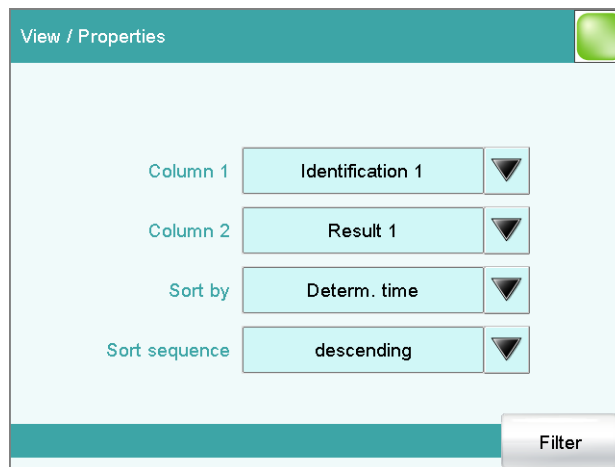 View / Properties
Column 1 Identification 1
Column 2 Result 1
Sort by Determ. time
Sort sequence descending
Filter